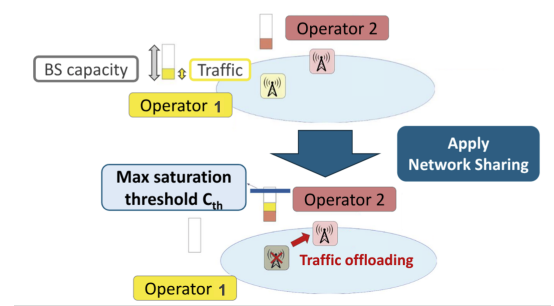 Operator 2
BS capacity
Traffic
Operator 1
Apply
Network Sharing
Max saturation
threshold Cth
Operator 2
Traffic offloading
Operator 1